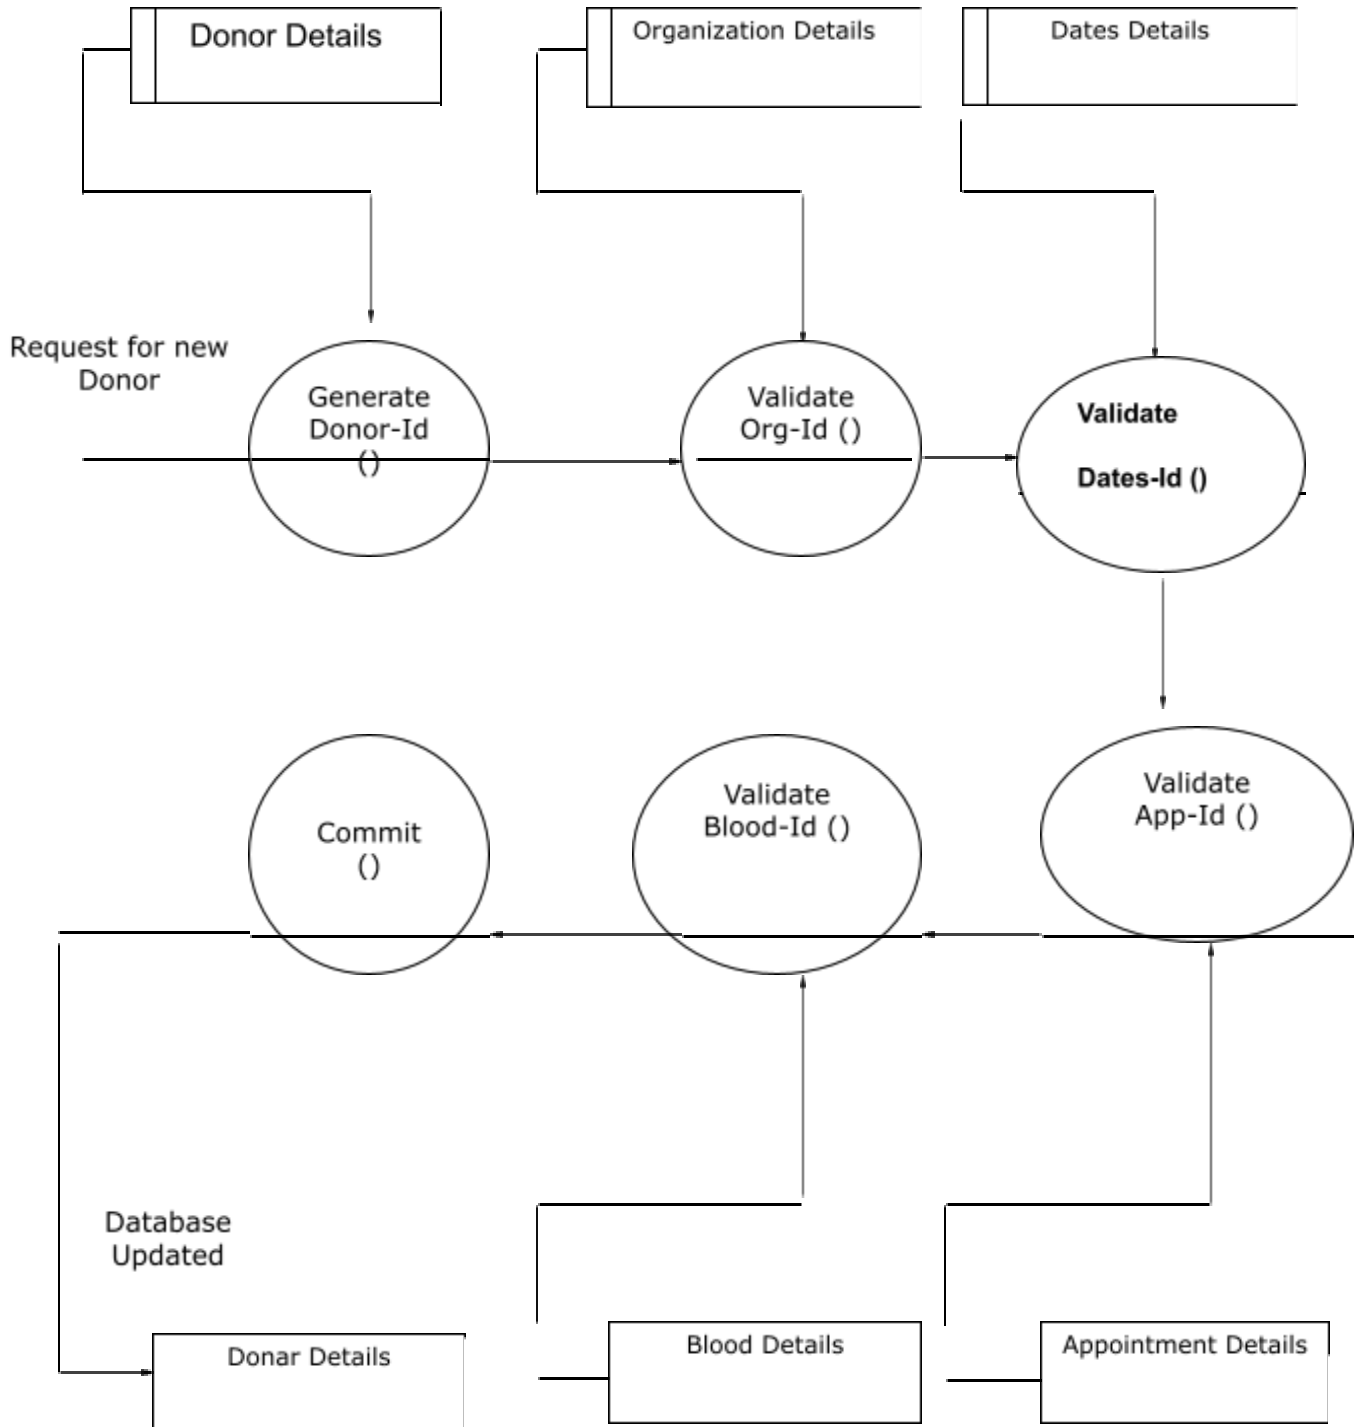 Donor Details
Organization Details
Dates Details
Request for new
Donor
Generate
Donor-Id
()
Validate
Org-Id ()
Validate
Dates-Id ()
Commit
()
Validate
Blood-Id ()
Validate
App-Id ()
Database
Updated
Donar Details
Blood Details
Appointment Details